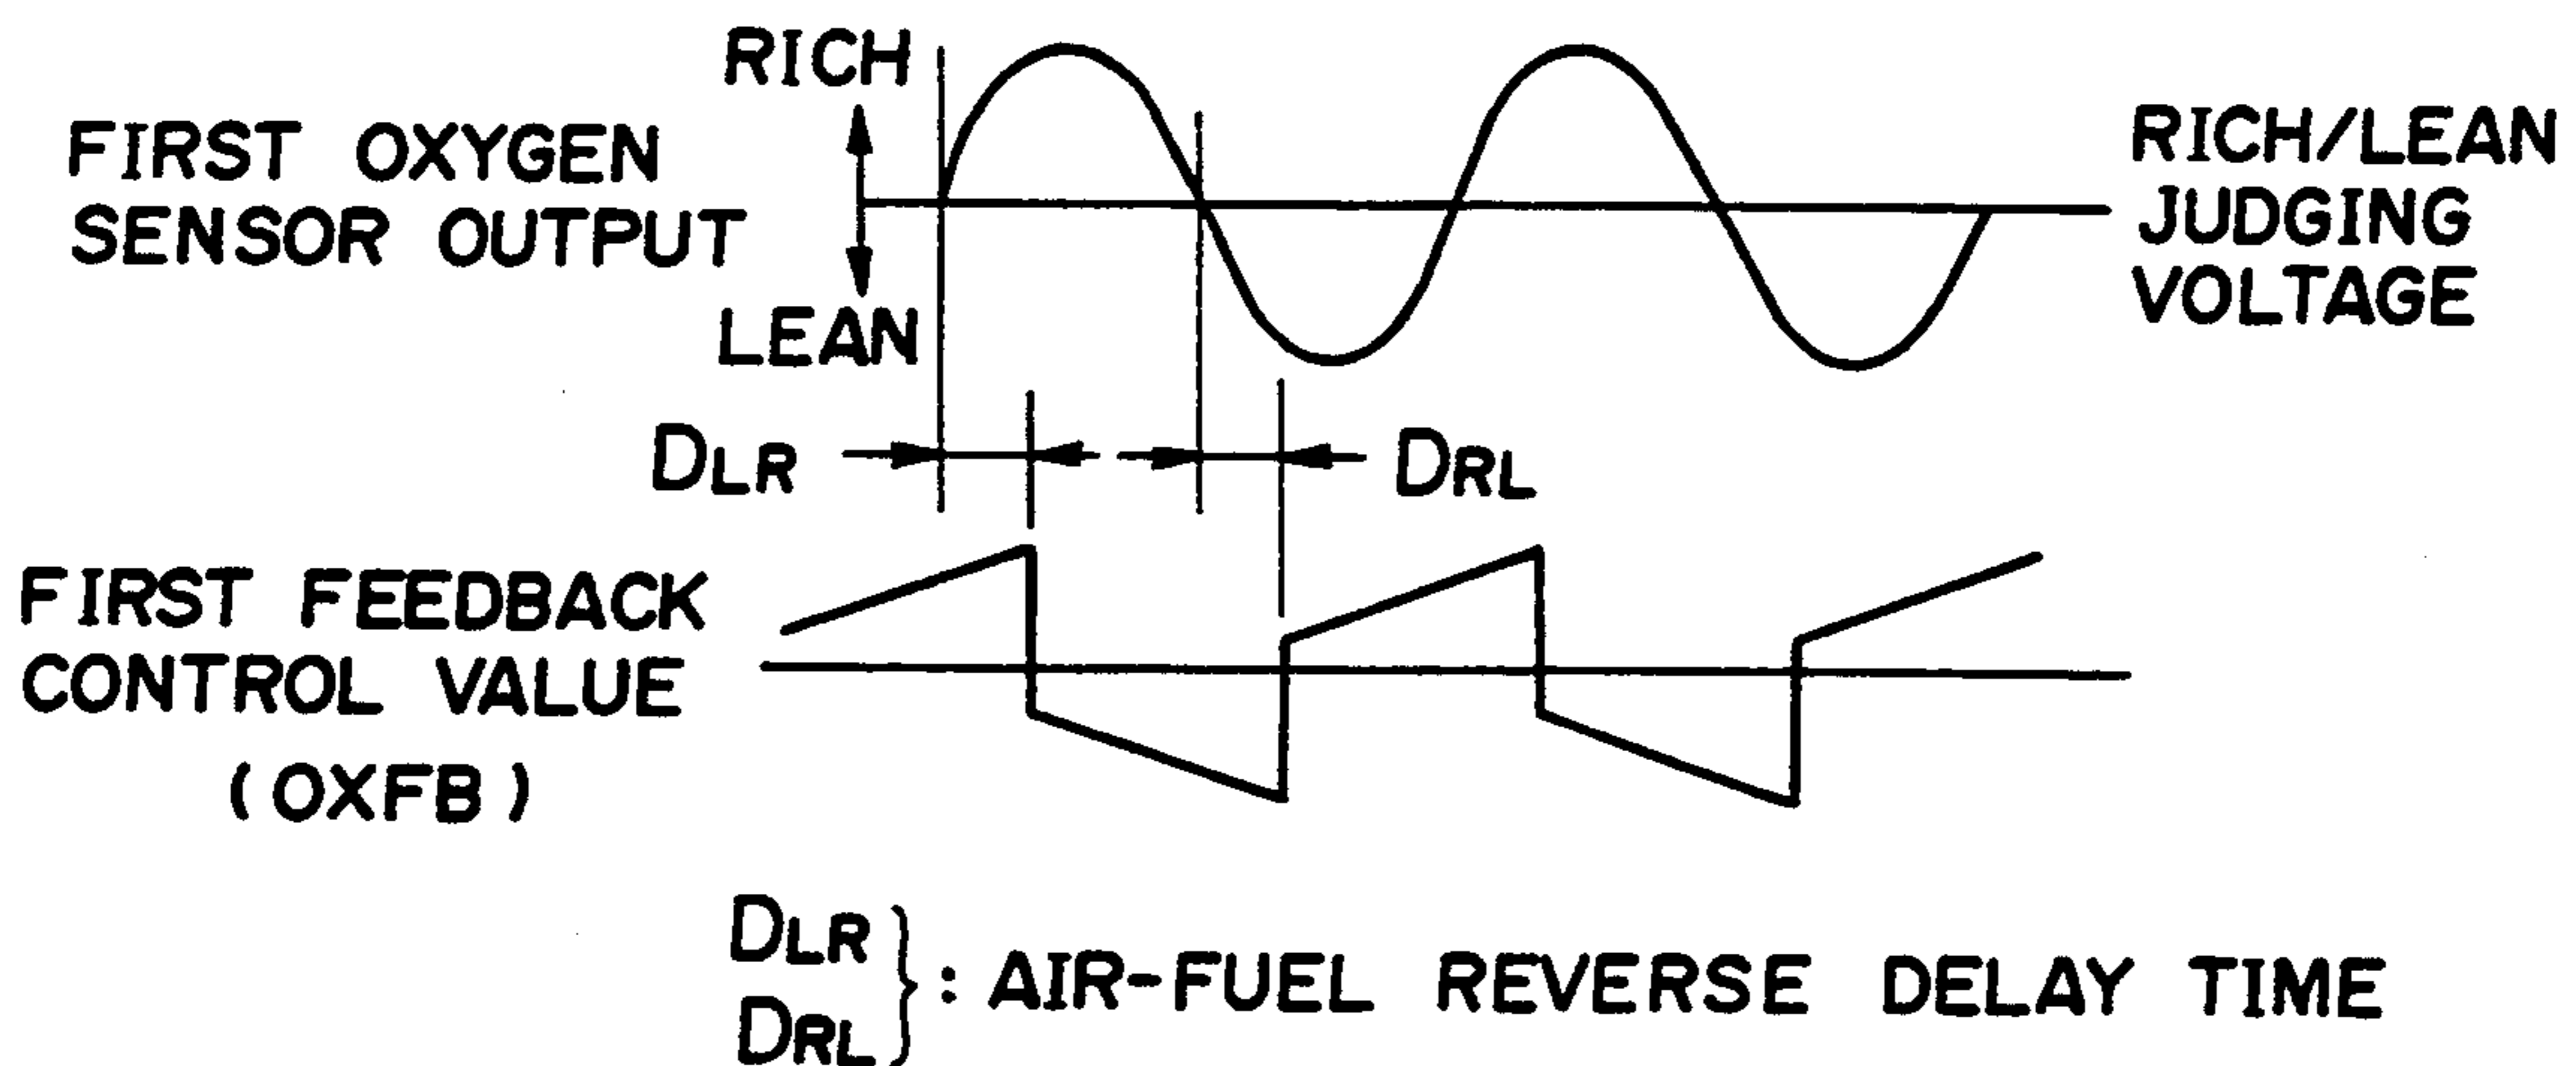 RICH
FIRST OXYGEN
SENSOR OUTPUT
LEAN
RICH/LEAN
JUDGING
VOLTAGE
DLR
DRL
FIRST FEEDBACK
CONTROL VALUE
(OXFB)
DLR
DRL
: AIR-FUEL REVERSE DELAY TIME